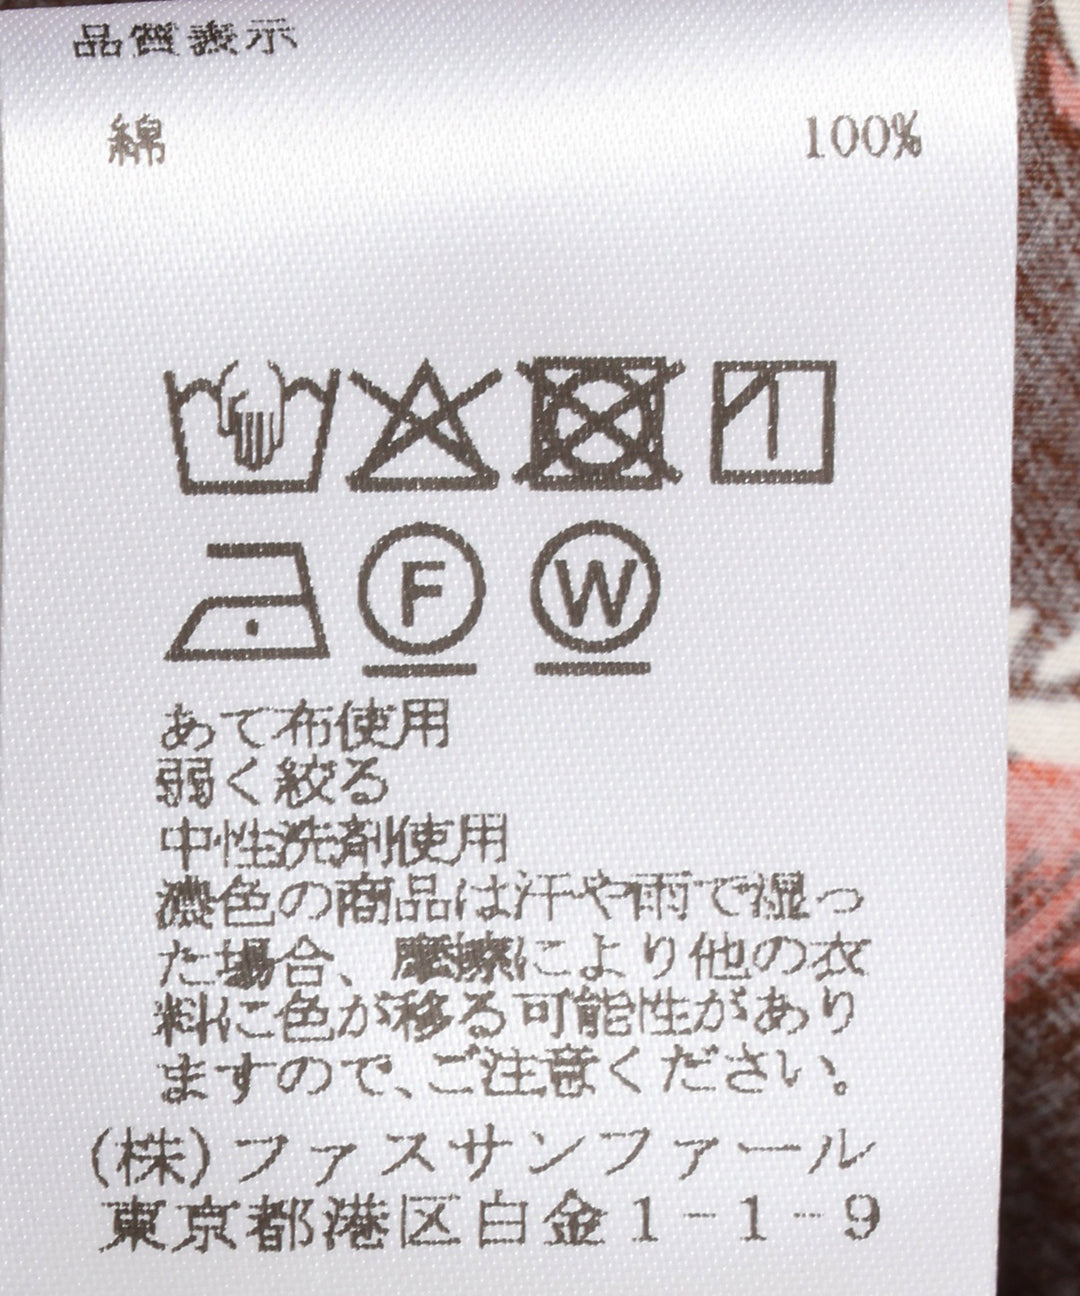 品質表示
綿 100%
F W
あて布使用
弱く絞る
中性洗剤使用
濃色の商品は汗や雨で湿っ
た場合、摩擦により他の衣
料に色が移る可能性があり
ますので、ご注意ください。
(株)ファスサンファール
東京都港区白金1-1-9